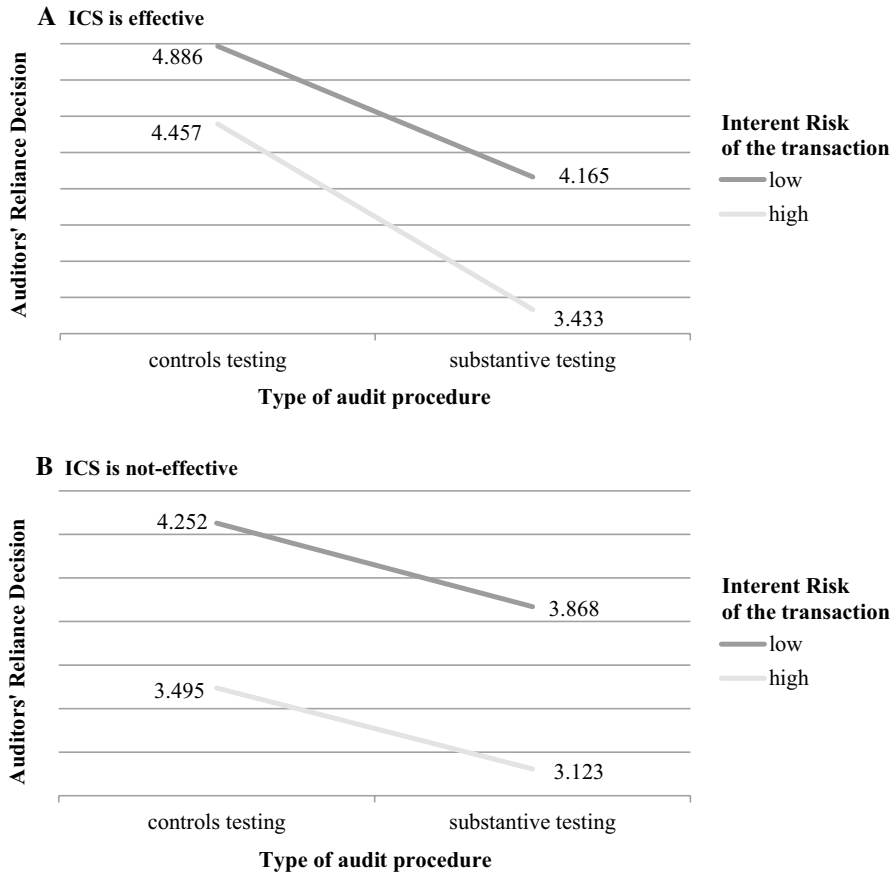 A ICS is effective
Auditors' Reliance Decision
4.886
4.457
4.165
3.433
controls testing
substantive testing
Type of audit procedure
Interent Risk
of the transaction
low
high
B ICS is not-effective
Auditors' Reliance Decision
4.252
3.868
3.495
3.123
controls testing
substantive testing
Type of audit procedure
Interent Risk
of the transaction
low
high